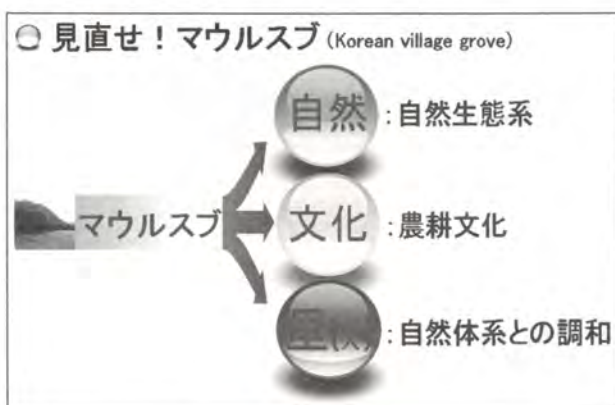 見直せ！マウルスブ (Korean village grove)
自然 : 自然生態系
マウルスブ
文化 : 農耕文化
: 自然体系との調和